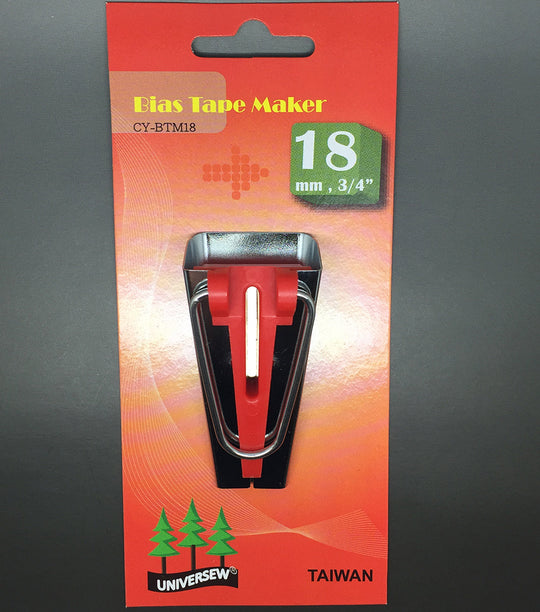 Bias Tape Maker
CY-BTM18
18
mm , 3/4”
UNIVERSEW®
TAIWAN